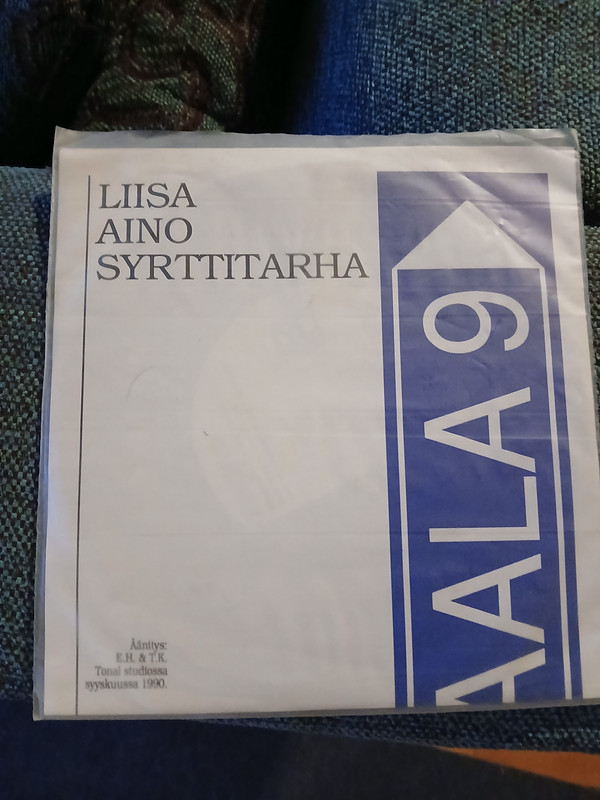 LIISA
AINO
SYRTTITARHA
AALA 9
Äänitys:
E.H. & T.K.
Tonal studiossa
syyskuussa 1990.